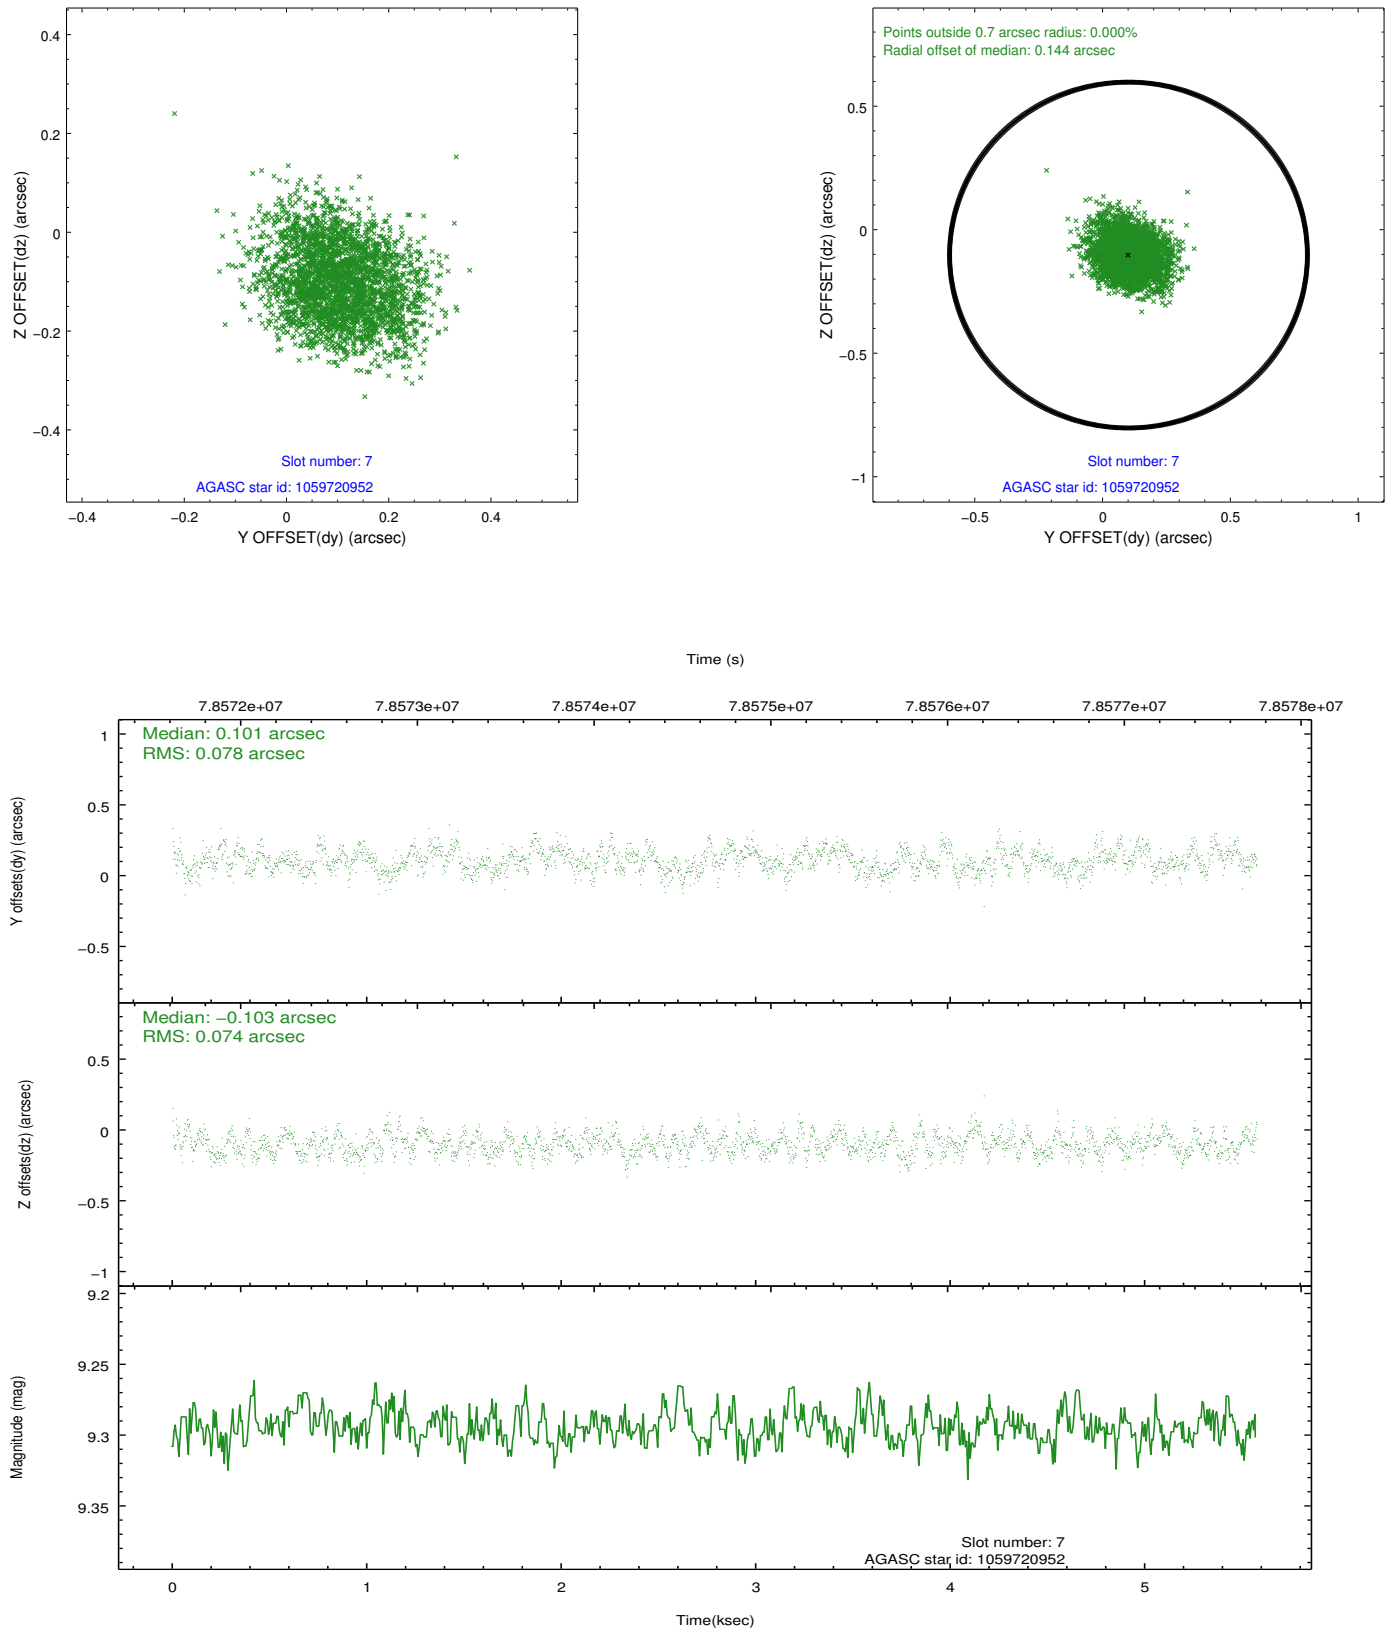 0.4
0.2
0
−0.2
−0.4
Z OFFSET(dz) (arcsec)
Slot number: 7
AGASC star id: 1059720952
−0.4 −0.2 0 0.2 0.4
Y OFFSET(dy) (arcsec)
Points outside 0.7 arcsec radius: 0.000%
Radial offset of median: 0.144 arcsec
0.5
0
−0.5
−1
Z OFFSET(dz) (arcsec)
Slot number: 7
AGASC star id: 1059720952
−0.5 0 0.5 1
Y OFFSET(dy) (arcsec)
Time (s)
7.8572e+07 7.8573e+07 7.8574e+07 7.8575e+07 7.8576e+07 7.8577e+07 7.8578e+07
Median: 0.101 arcsec
RMS: 0.078 arcsec
1
0.5
0
−0.5
Y offsets(dy) (arcsec)
Median: −0.103 arcsec
RMS: 0.074 arcsec
0.5
0
−0.5
−1
Z offsets(dz) (arcsec)
9.2
9.25
9.3
9.35
Magnitude (mag)
Slot number: 7
AGASC star id: 1059720952
0 1 2 3 4 5
Time(ksec)